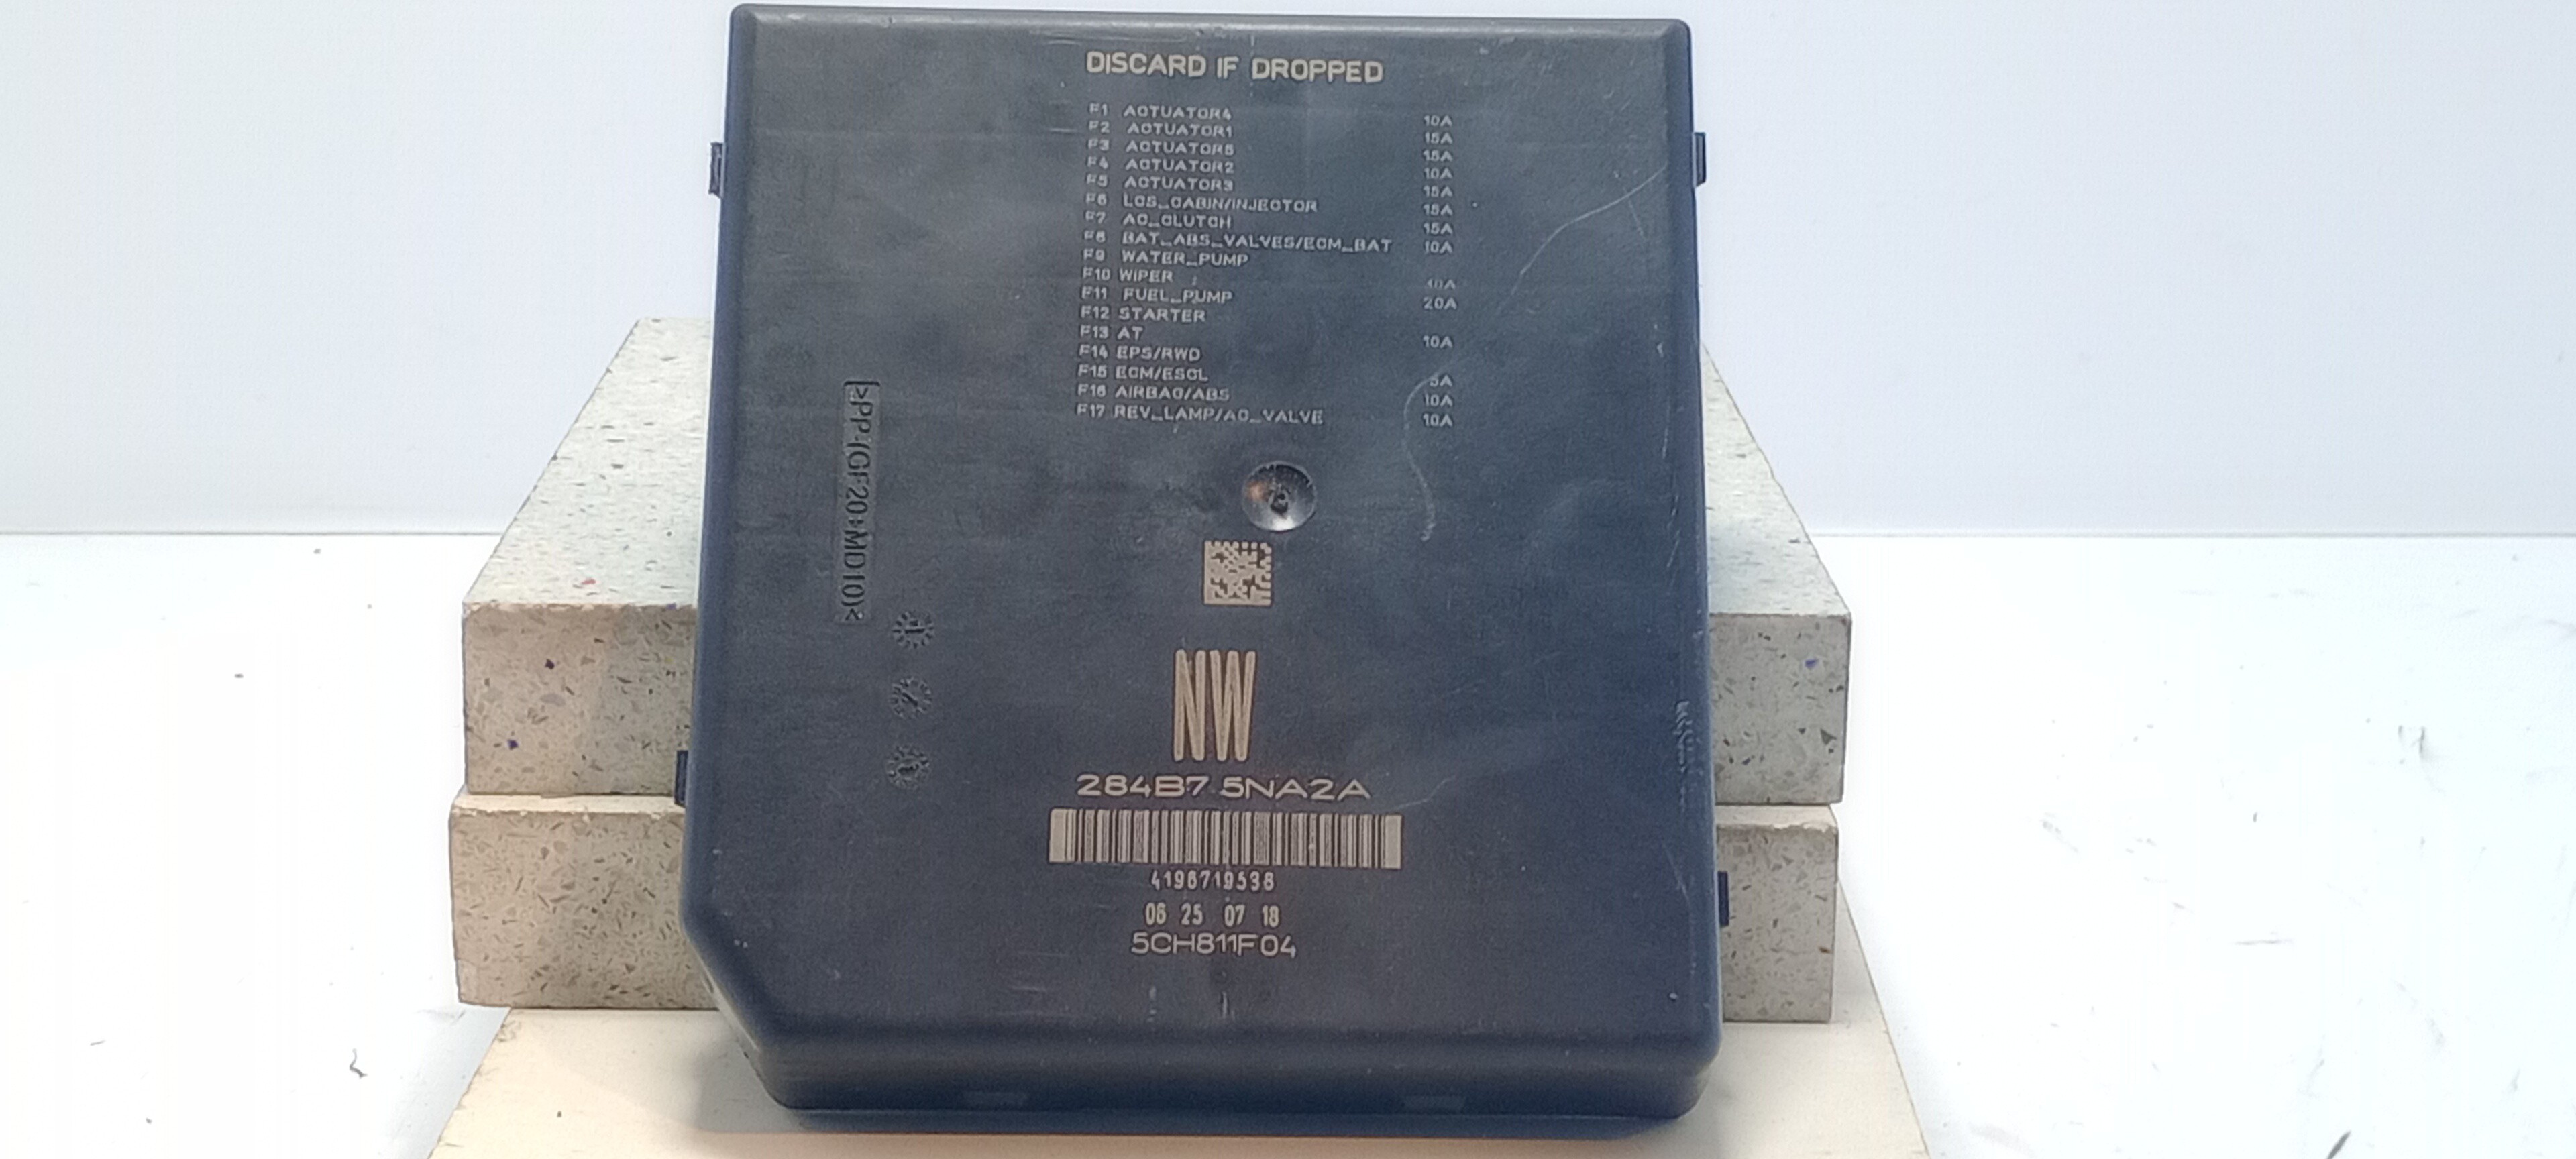 DISCARD IF DROPPED
F1 ACTUATOR4 10A
F2 ACTUATOR1 15A
F3 ACTUATOR5 15A
F4 ACTUATOR2 10A
F5 ACTUATOR3 15A
F6 LCS_CABIN/INJECTOR 15A
F7 AC_CLUTCH 15A
F8 BAT_ABS_VALVES/ECM_BAT 10A
F9 WATER_PUMP
F10 WIPER
F11 FUEL_PUMP 20A
F12 STARTER
F13 AT 10A
F14 EPS/RWD
F15 ECM/ESCL 5A
F16 AIRBAG/ABS 10A
F17 REV_LAMP/AC_VALVE 10A
>PP-(GF20+MD10)<
NW
284B7 5NA2A
4196719536
06 25 07 18
5CH811F04